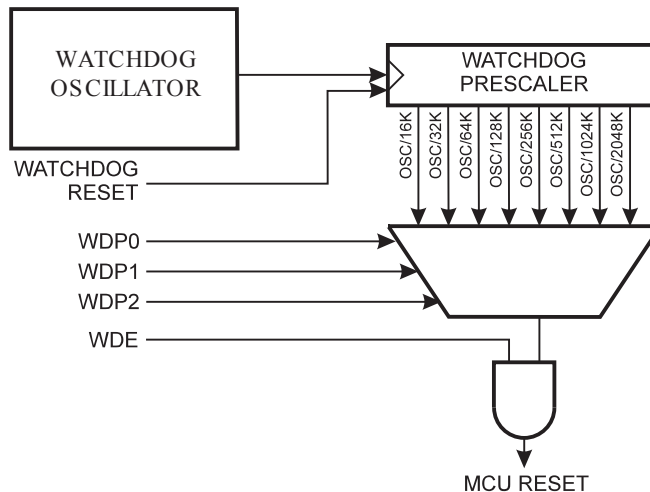 WATCHDOG
OSCILLATOR
WATCHDOG
PRESCALER
WATCHDOG
RESET
OSC/16K
OSC/32K
OSC/64K
OSC/128K
OSC/256K
OSC/512K
OSC/1024K
OSC/2048K
WDP0
WDP1
WDP2
WDE
MCU RESET